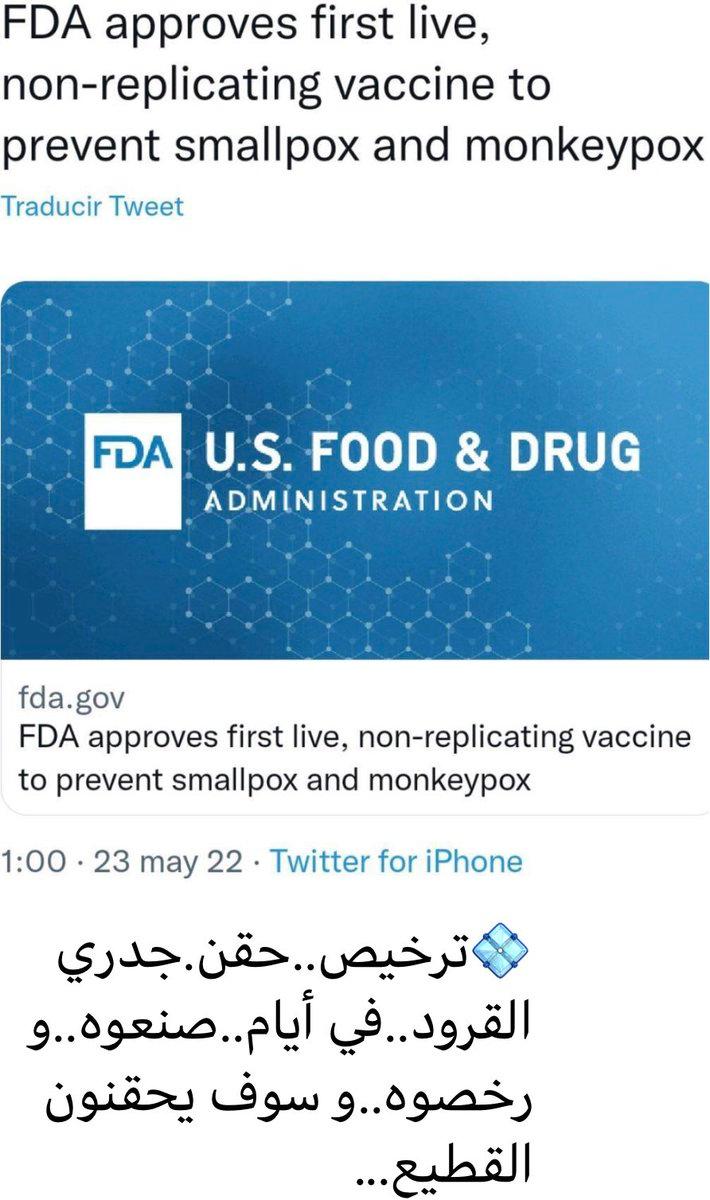 FDA approves first live,
non-replicating vaccine to
prevent smallpox and monkeypox
Traducir Tweet
FDA U.S. FOOD & DRUG
ADMINISTRATION
fda.gov
FDA approves first live, non-replicating vaccine
to prevent smallpox and monkeypox
1:00 · 23 may 22 · Twitter for iPhone
💠ترخيص..حقن.جدري
القرود..في أيام..صنعوه..و
رخصوه..و سوف يحقنون
القطيع...